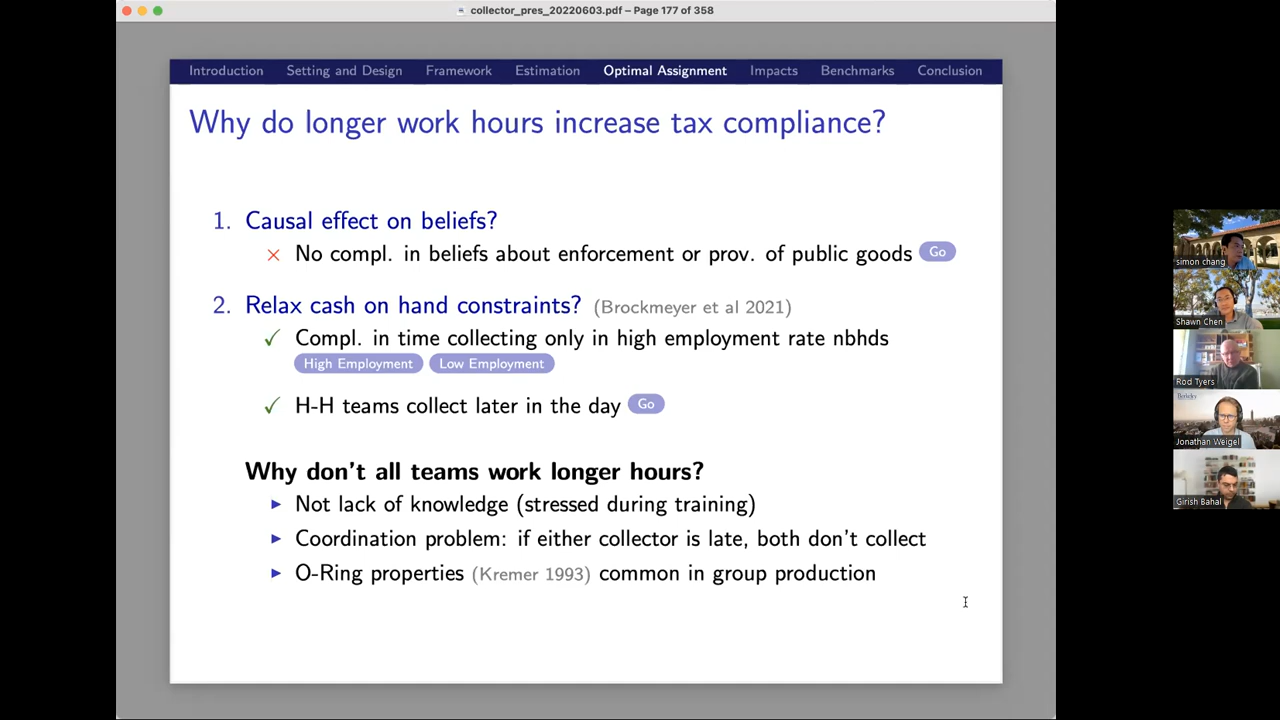 collector_pres_20220603.pdf – Page 177 of 358
Introduction Setting and Design Framework Estimation Optimal Assignment Impacts Benchmarks Conclusion
Why do longer work hours increase tax compliance?
1. Causal effect on beliefs?
× No compl. in beliefs about enforcement or prov. of public goods Go
2. Relax cash on hand constraints? (Brockmeyer et al 2021)
✓ Compl. in time collecting only in high employment rate nbhds
High Employment Low Employment
✓ H-H teams collect later in the day Go
Why don't all teams work longer hours?
▶ Not lack of knowledge (stressed during training)
▶ Coordination problem: if either collector is late, both don't collect
▶ O-Ring properties (Kremer 1993) common in group production
simon chang
Shawn Chen
Rod Tyers
Berkeley
Jonathan Weigel
Girish Bahal